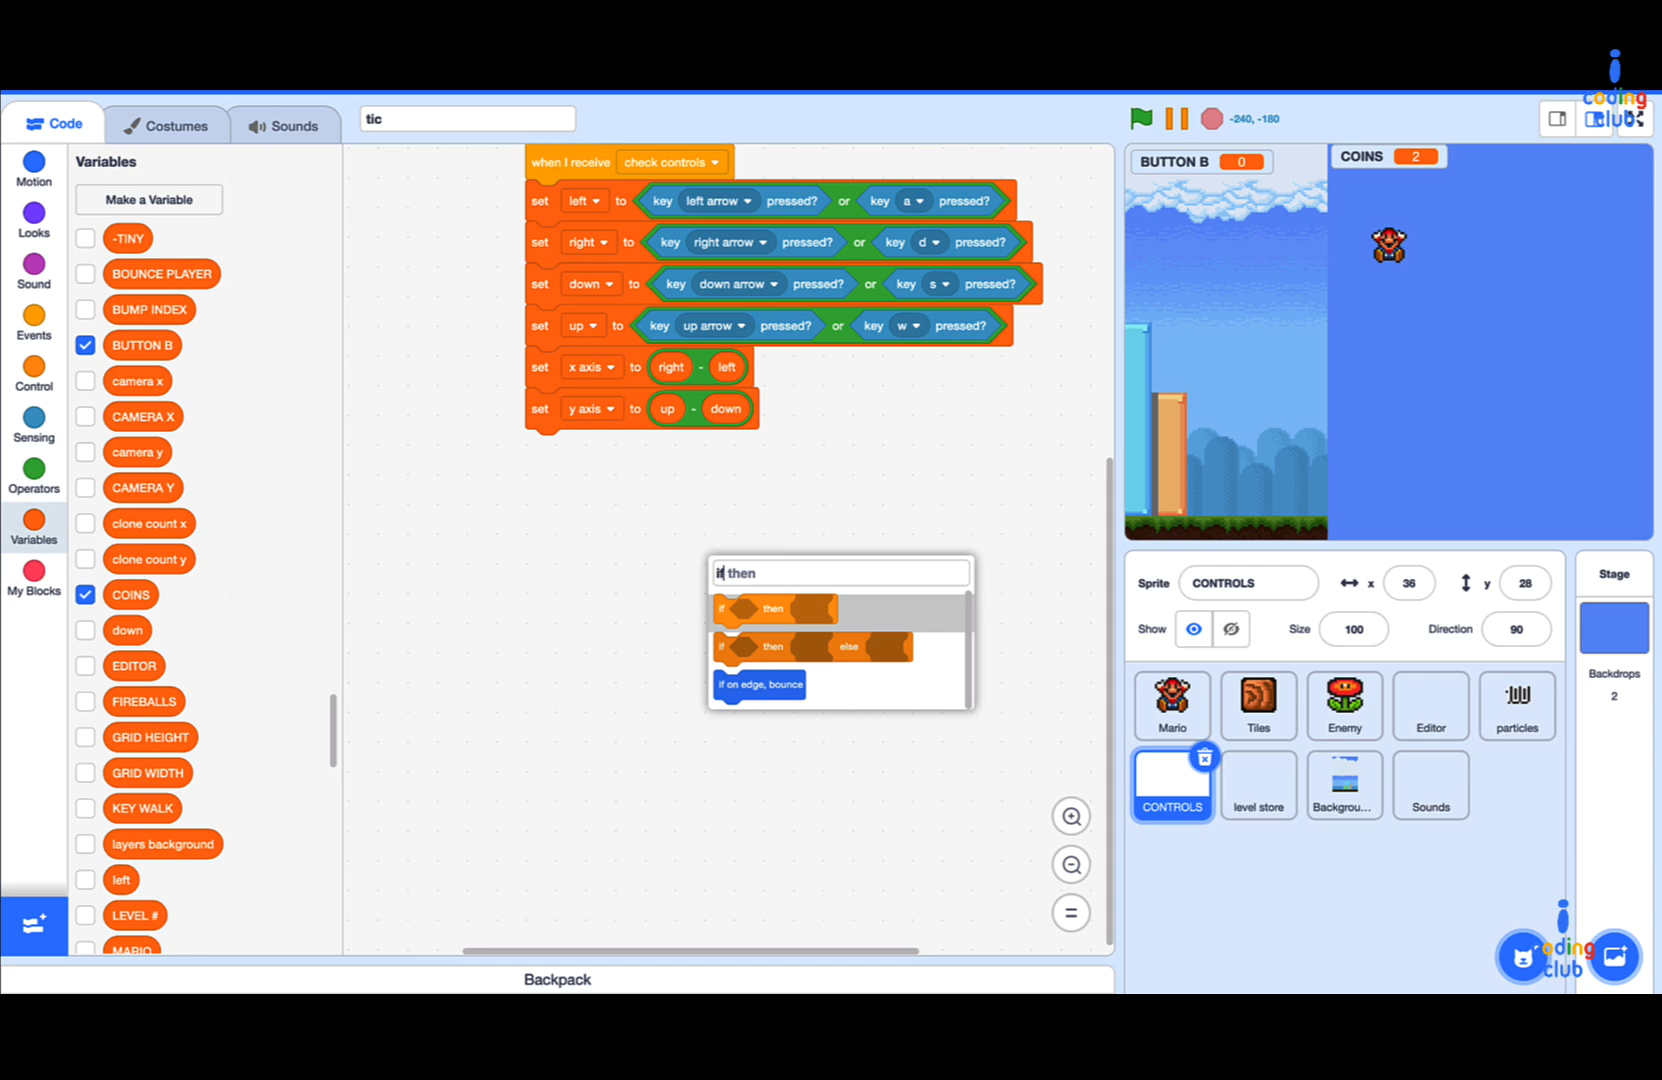 coding
club
Code
Costumes
Sounds
tic
-240, -180
Motion
Looks
Sound
Events
Control
Sensing
Operators
Variables
My Blocks
Variables
Make a Variable
-TINY
BOUNCE PLAYER
BUMP INDEX
BUTTON B
camera x
CAMERA X
camera y
CAMERA Y
clone count x
clone count y
COINS
down
EDITOR
FIREBALLS
GRID HEIGHT
GRID WIDTH
KEY WALK
layers background
left
LEVEL #
MARIO
when I receive check controls
set left to key left arrow pressed? or key a pressed?
set right to key right arrow pressed? or key d pressed?
set down to key down arrow pressed? or key s pressed?
set up to key up arrow pressed? or key w pressed?
set x axis to right - left
set y axis to up - down
if then
if then
if then else
if on edge, bounce
Backpack
BUTTON B 0
COINS 2
Sprite CONTROLS x 36 y 28
Show Size 100 Direction 90
Mario
Tiles
Enemy
Editor
particles
CONTROLS
level store
Backgrou...
Sounds
Stage
Backdrops
2
oding
club